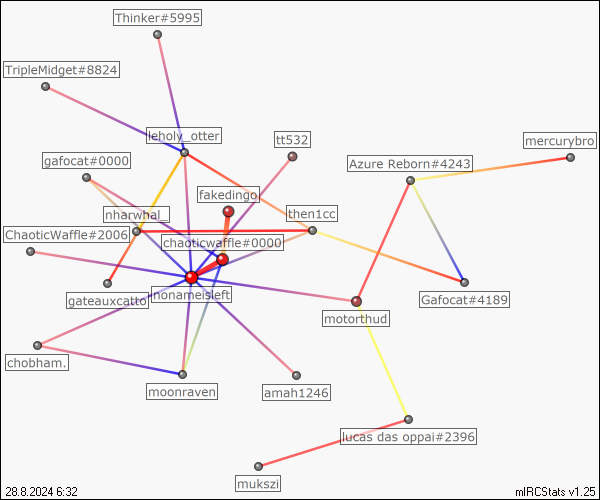 Thinker#5995
TripleMidget#8824
leholy_otter
tt532
mercurybro
gafocat#0000
Azure Reborn#4243
fakedingo
nharwhal_
then1cc
ChaoticWaffle#2006
chaoticwaffle#0000
gateauxcatto
nonameisleft
Gafocat#4189
motorthud
chobham.
moonraven
amah1246
lucas das oppai#2396
mukszi
28.8.2024 6:32
mIRCStats v1.25